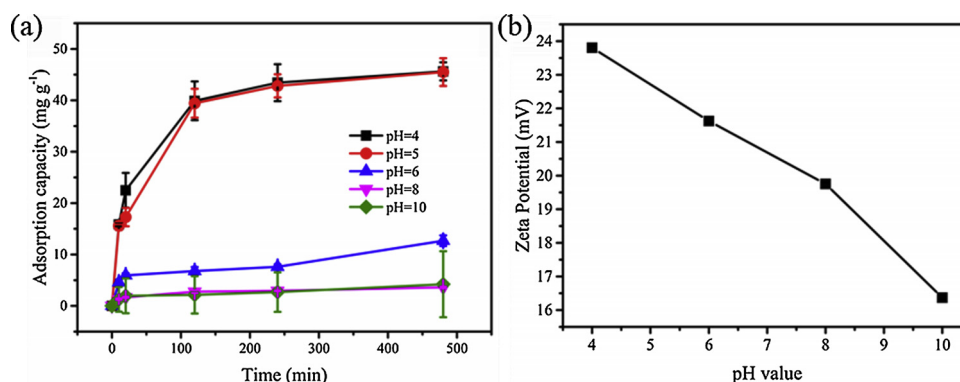 (a)
Adsorption capacity (mg g⁻¹)
50
40
30
20
10
0
pH=4
pH=5
pH=6
pH=8
pH=10
0
100
200
300
400
500
Time (min)
(b)
Zeta Potential (mV)
24
23
22
21
20
19
18
17
16
4
5
6
7
8
9
10
pH value